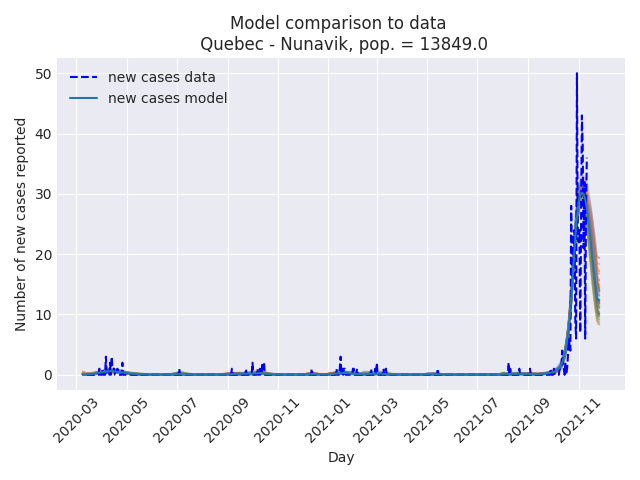 Model comparison to data
Quebec - Nunavik, pop. = 13849.0
new cases data
new cases model
Number of new cases reported
50
40
30
20
10
0
2020-03
2020-05
2020-07
2020-09
2020-11
2021-01
2021-03
2021-05
2021-07
2021-09
2021-11
Day